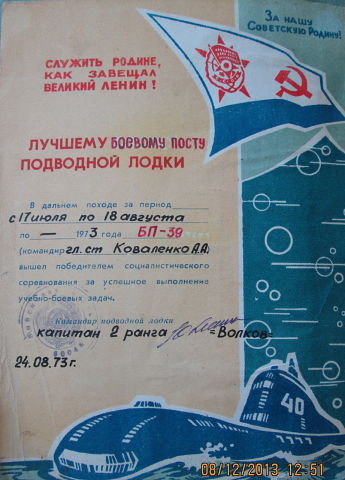 За нашу
Советскую Родину!
СЛУЖИТЬ РОДИНЕ,
КАК ЗАВЕЩАЛ
ВЕЛИКИЙ ЛЕНИН!
ЛУЧШЕМУ БОЕВОМУ ПОСТУ
ПОДВОДНОЙ ЛОДКИ
В дальнем походе за период
с 17 июля по 18 августа
по — 1973 года БП-39
(командир гл. ст Коваленко А.А.)
вышел победителем социалистического
соревнования за успешное выполнение
учебно-боевых задач.
Командир подводной лодки
капитан 2 ранга =Волков=
24.08.73г.
40
08/12/2013 12:51